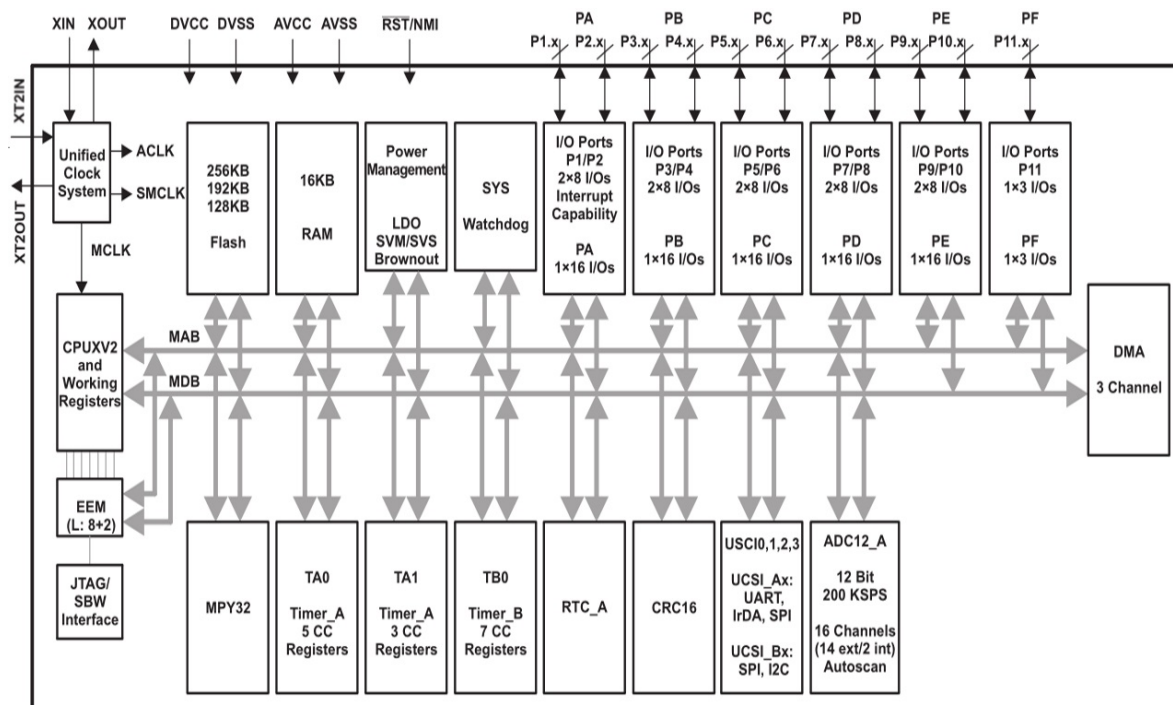 XIN XOUT DVCC DVSS AVCC AVSS RST/NMI PA PB PC PD PE PF
P1.x P2.x P3.x P4.x P5.x P6.x P7.x P8.x P9.x P10.x P11.x
XT2IN
XT2OUT
Unified
Clock
System
ACLK
SMCLK
MCLK
256KB
192KB
128KB
Flash
16KB
RAM
Power
Management
LDO
SVM/SVS
Brownout
SYS
Watchdog
I/O Ports
P1/P2
2×8 I/Os
Interrupt
Capability
PA
1×16 I/Os
I/O Ports
P3/P4
2×8 I/Os
PB
1×16 I/Os
I/O Ports
P5/P6
2×8 I/Os
PC
1×16 I/Os
I/O Ports
P7/P8
2×8 I/Os
PD
1×16 I/Os
I/O Ports
P9/P10
2×8 I/Os
PE
1×16 I/Os
I/O Ports
P11
1×3 I/Os
PF
1×3 I/Os
CPUXV2
and
Working
Registers
MAB
MDB
DMA
3 Channel
EEM
(L: 8+2)
JTAG/
SBW
Interface
MPY32
TA0
Timer_A
5 CC
Registers
TA1
Timer_A
3 CC
Registers
TB0
Timer_B
7 CC
Registers
RTC_A
CRC16
USCI0,1,2,3
UCSI_Ax:
UART,
IrDA, SPI
UCSI_Bx:
SPI, I2C
ADC12_A
12 Bit
200 KSPS
16 Channels
(14 ext/2 int)
Autoscan